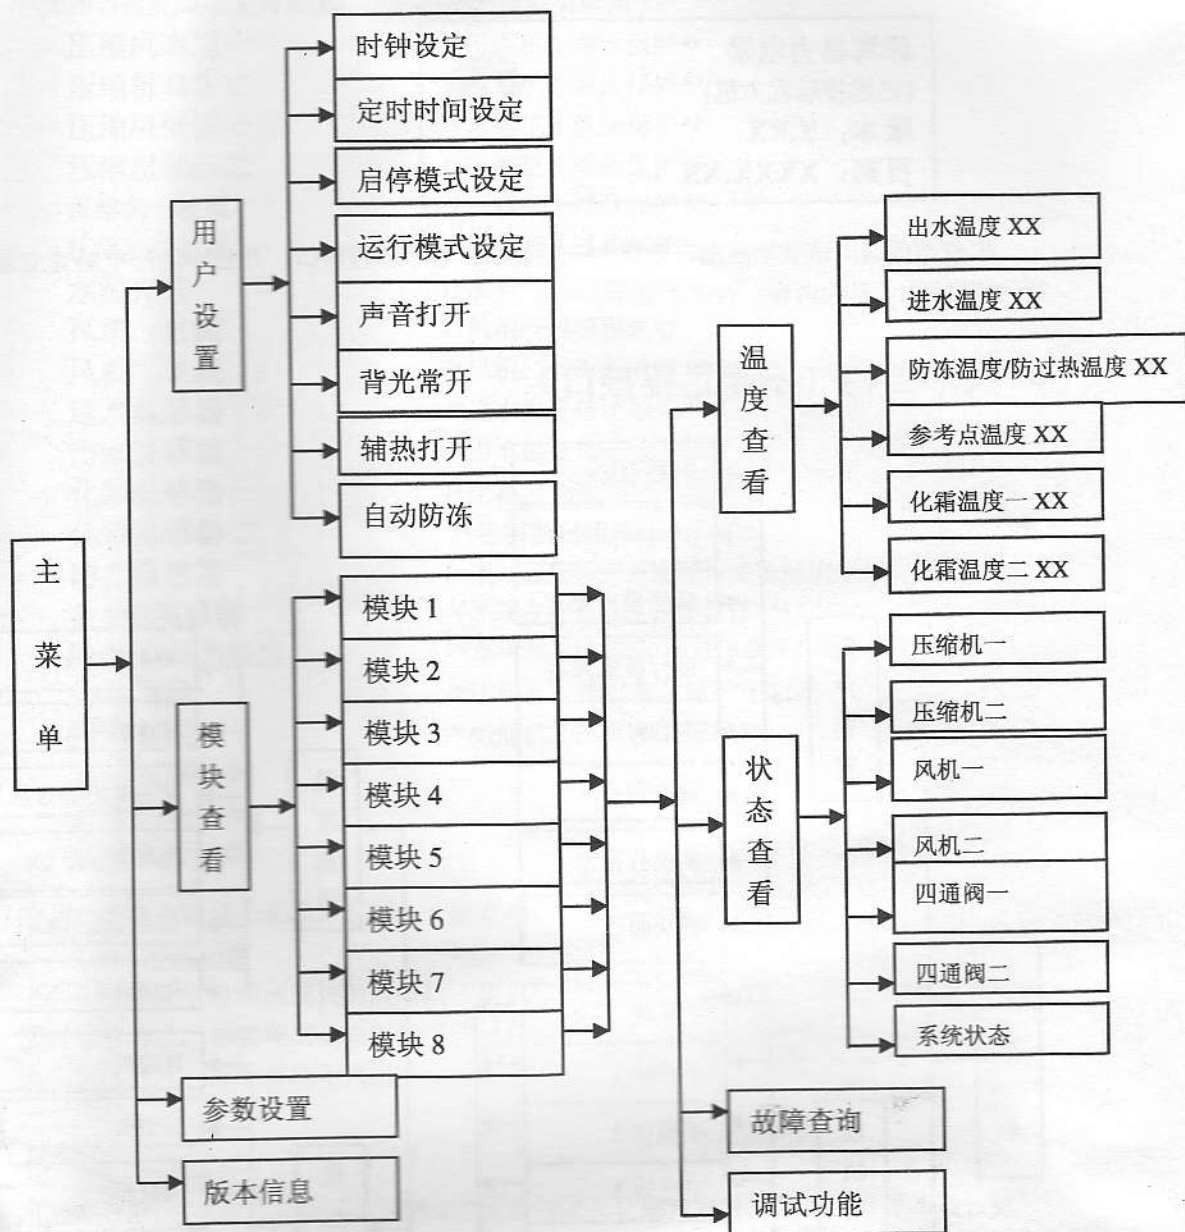 主菜单
用户设置
时钟设定
定时时间设定
启停模式设定
运行模式设定
声音打开
背光常开
辅热打开
自动防冻
模块查看
模块 1
模块 2
模块 3
模块 4
模块 5
模块 6
模块 7
模块 8
参数设置
版本信息
温度查看
出水温度 XX
进水温度 XX
防冻温度/防过热温度 XX
参考点温度 XX
化霜温度一 XX
化霜温度二 XX
状态查看
压缩机一
压缩机二
风机一
风机二
四通阀一
四通阀二
系统状态
故障查询
调试功能